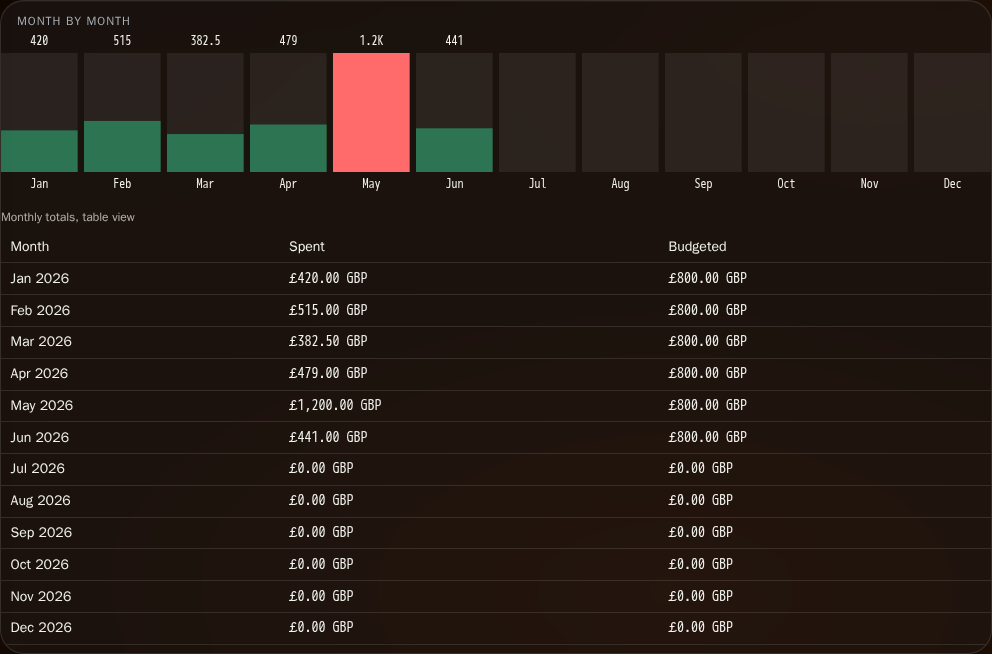 MONTH BY MONTH
420 515 382.5 479 1.2K 441
Jan Feb Mar Apr May Jun Jul Aug Sep Oct Nov Dec
Monthly totals, table view
Month Spent Budgeted
Jan 2026 £420.00 GBP £800.00 GBP
Feb 2026 £515.00 GBP £800.00 GBP
Mar 2026 £382.50 GBP £800.00 GBP
Apr 2026 £479.00 GBP £800.00 GBP
May 2026 £1,200.00 GBP £800.00 GBP
Jun 2026 £441.00 GBP £800.00 GBP
Jul 2026 £0.00 GBP £0.00 GBP
Aug 2026 £0.00 GBP £0.00 GBP
Sep 2026 £0.00 GBP £0.00 GBP
Oct 2026 £0.00 GBP £0.00 GBP
Nov 2026 £0.00 GBP £0.00 GBP
Dec 2026 £0.00 GBP £0.00 GBP